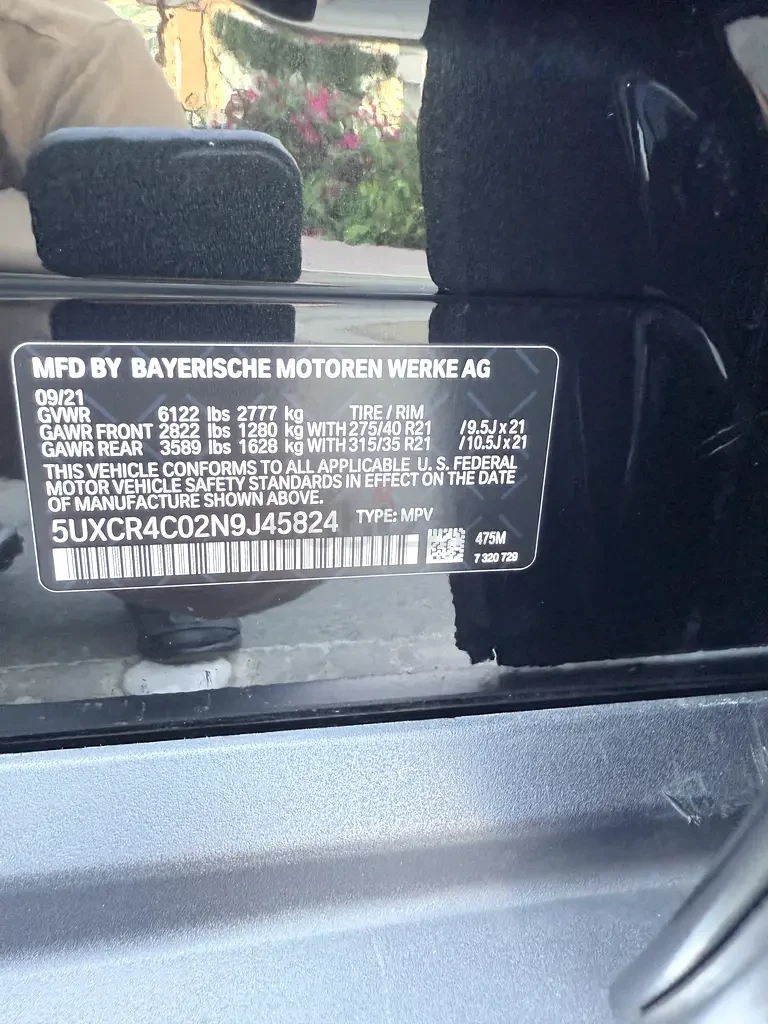 MFD BY BAYERISCHE MOTOREN WERKE AG
09/21
GVWR 6122 lbs 2777 kg TIRE / RIM
GAWR FRONT 2822 lbs 1280 kg WITH 275/40 R21 /9.5J x 21
GAWR REAR 3589 lbs 1628 kg WITH 315/35 R21 /10.5J x 21
THIS VEHICLE CONFORMS TO ALL APPLICABLE U. S. FEDERAL
MOTOR VEHICLE SAFETY STANDARDS IN EFFECT ON THE DATE
OF MANUFACTURE SHOWN ABOVE.
5UXCR4C02N9J45824 TYPE: MPV
475M
7 320 729